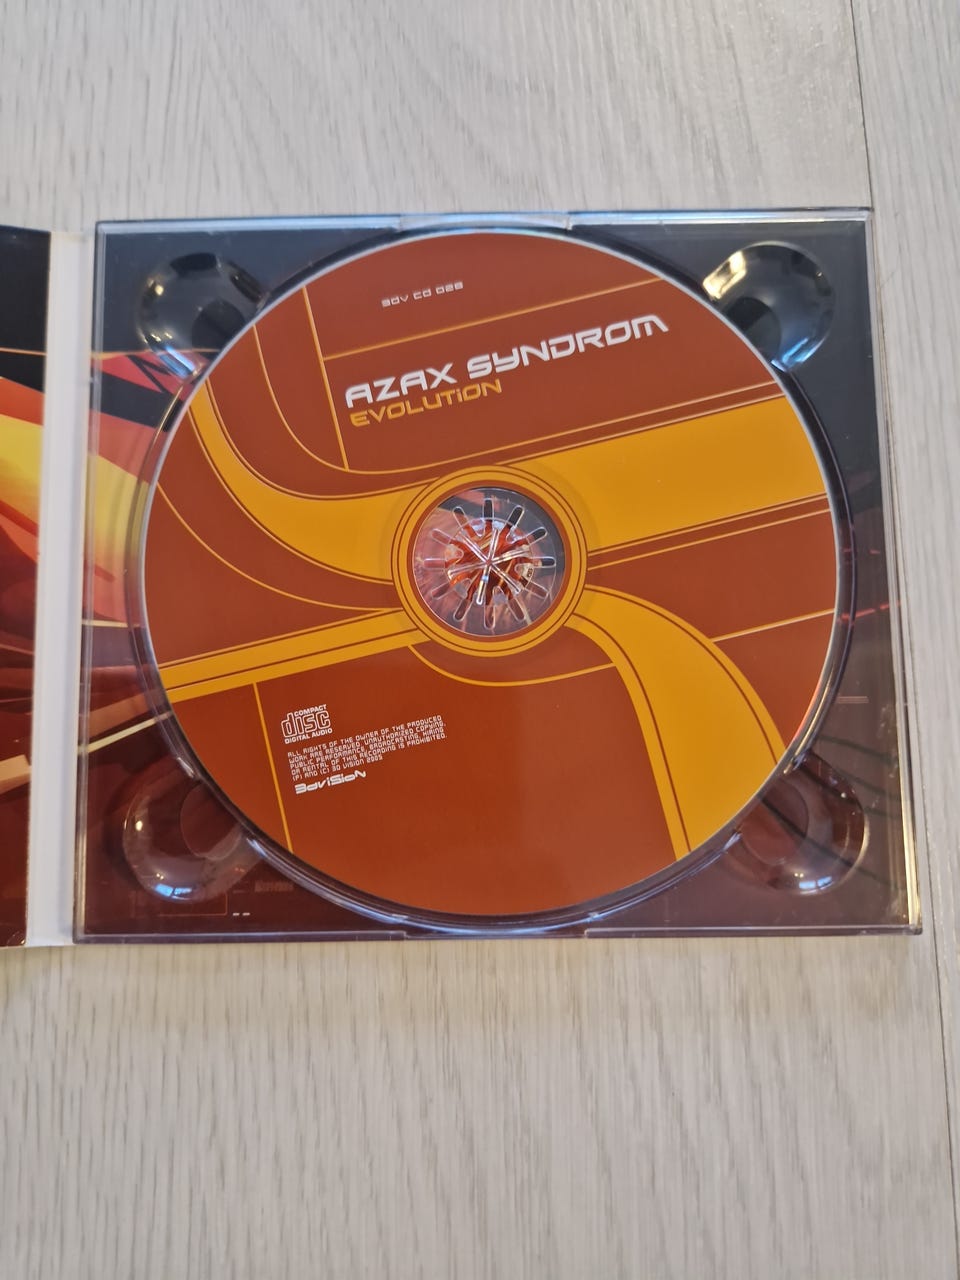 3DV CD 028
AZAX SYNDROM
EVOLUTION
COMPACT
disc
DIGITAL AUDIO
ALL RIGHTS OF THE OWNER OF THE PRODUCED
WORK ARE RESERVED. UNAUTHORIZED COPYING,
PUBLIC PERFORMANCE, BROADCASTING, HIRING
OR RENTAL OF THIS RECORDING IS PROHIBITED.
(P) AND (C) 3D VISION 2005
3DVISION